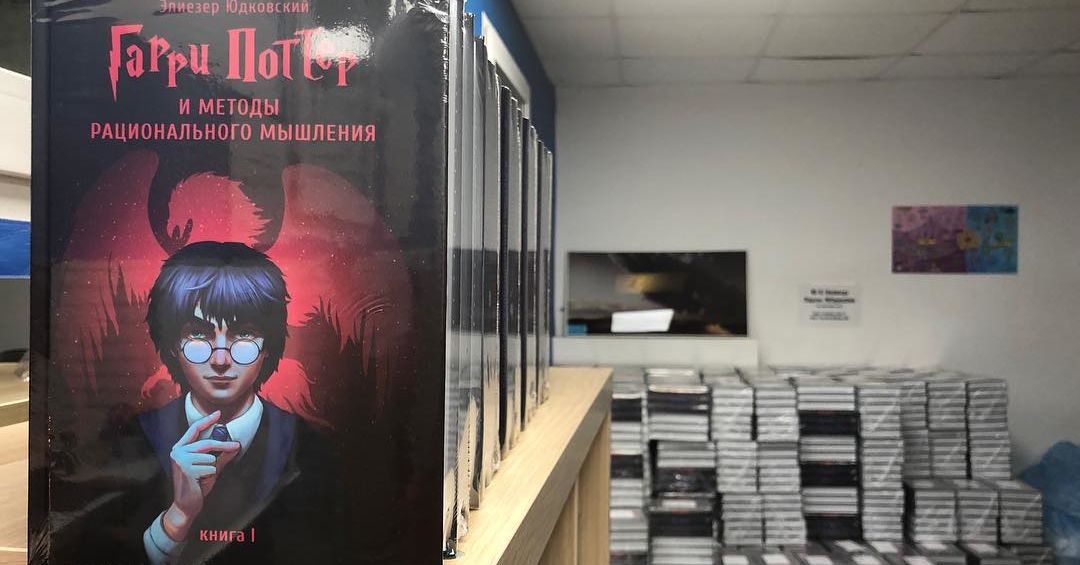 Элиезер Юдковский
Гарри Поттер
и методы
рационального мышления
книга I